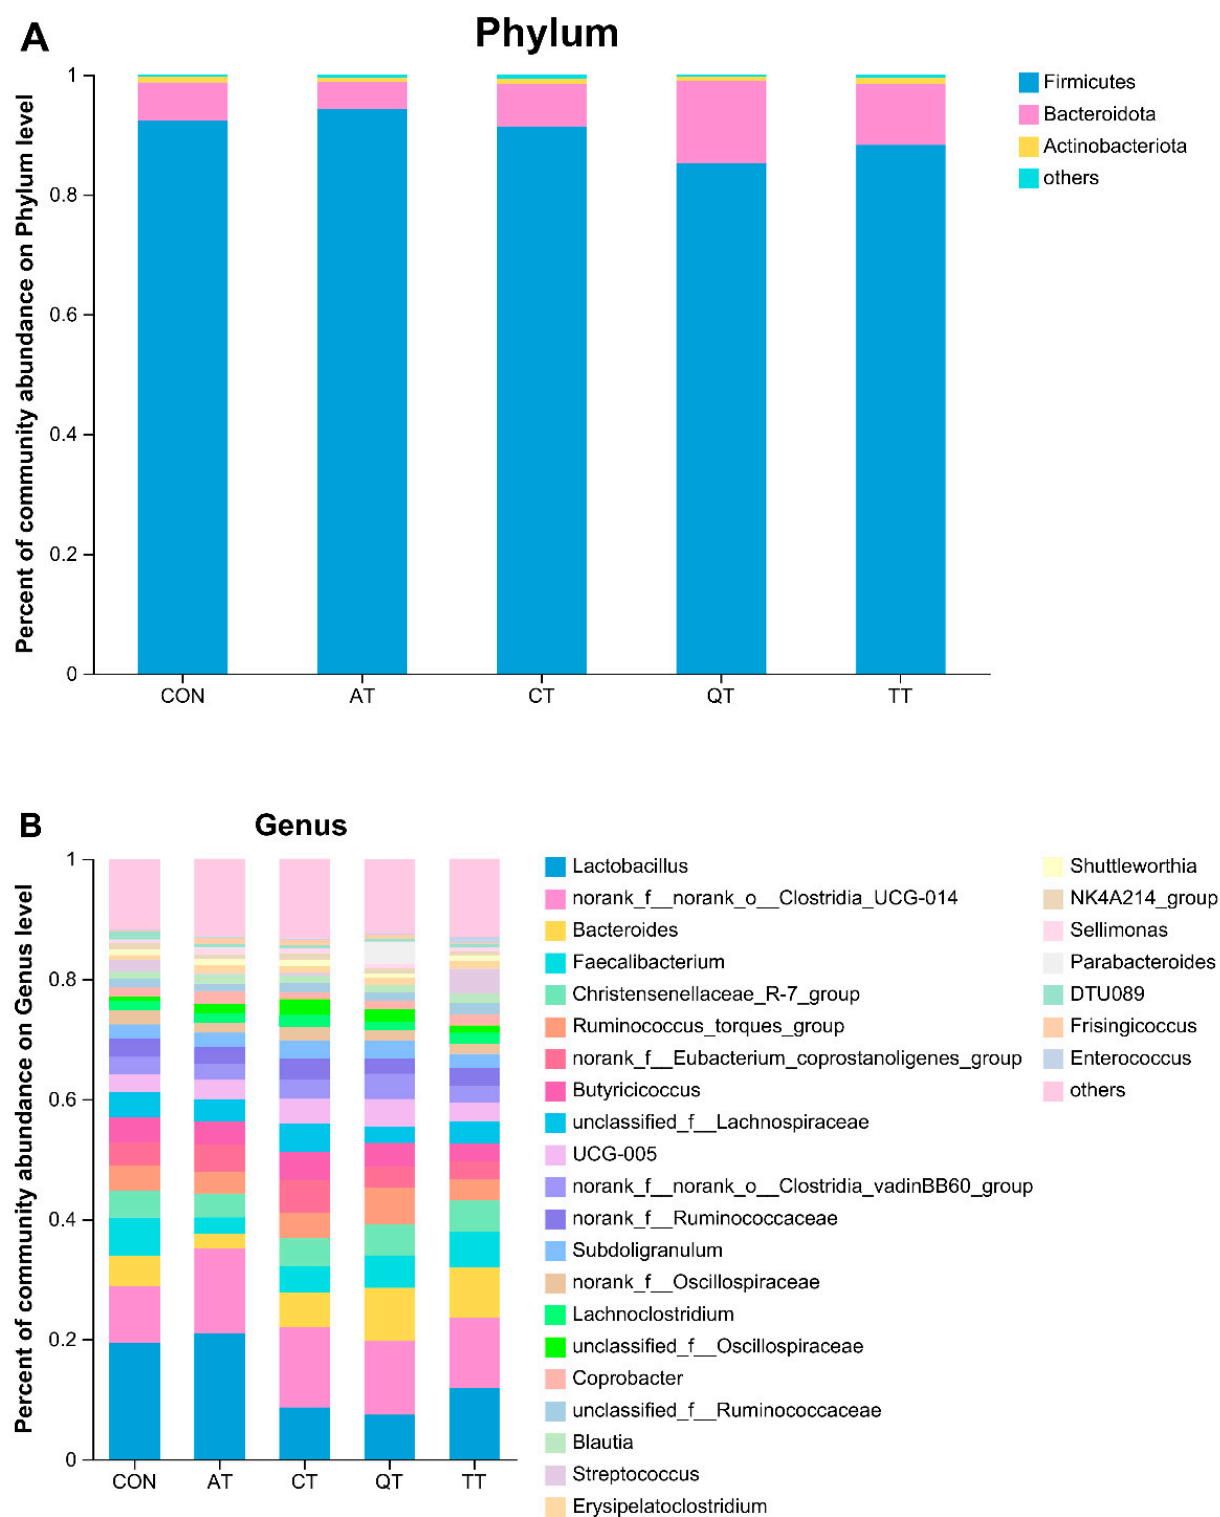 A
Phylum
Percent of community abundance on Phylum level
1
0.8
0.6
0.4
0.2
0
CON
AT
CT
QT
TT
Firmicutes
Bacteroidota
Actinobacteriota
others
B
Genus
Percent of community abundance on Genus level
1
0.8
0.6
0.4
0.2
0
CON
AT
CT
QT
TT
Lactobacillus
norank_f__norank_o__Clostridia_UCG-014
Bacteroides
Faecalibacterium
Christensenellaceae_R-7_group
Ruminococcus_torques_group
norank_f__Eubacterium_coprostanoligenes_group
Butyricicoccus
unclassified_f__Lachnospiraceae
UCG-005
norank_f__norank_o__Clostridia_vadinBB60_group
norank_f__Ruminococcaceae
Subdoligranulum
norank_f__Oscillospiraceae
Lachnoclostridium
unclassified_f__Oscillospiraceae
Coprobacter
unclassified_f__Ruminococcaceae
Blautia
Streptococcus
Erysipelatoclostridium
Shuttleworthia
NK4A214_group
Sellimonas
Parabacteroides
DTU089
Frisingicoccus
Enterococcus
others